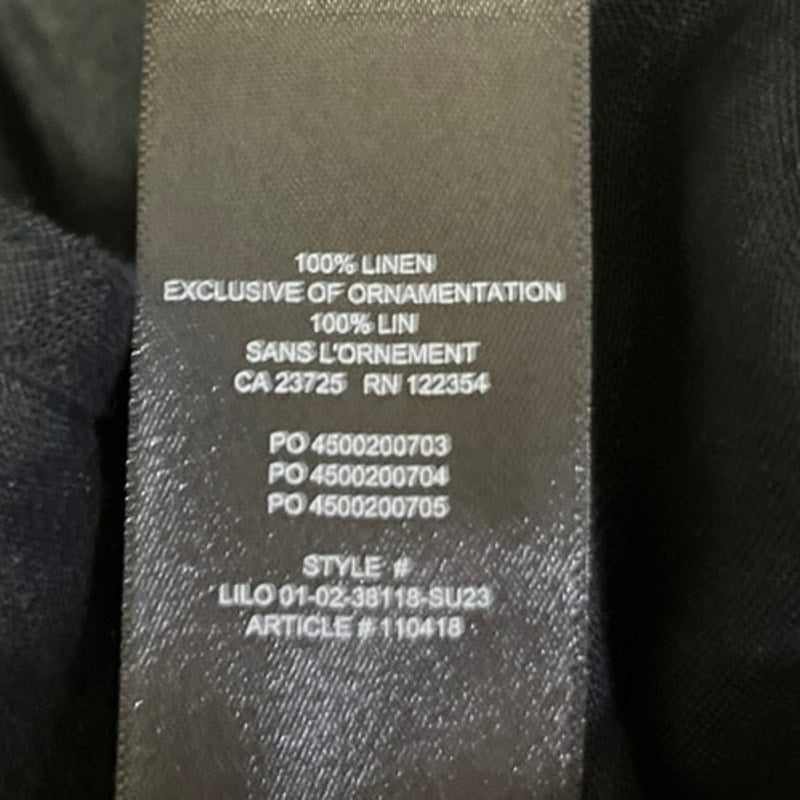 100% LINEN
EXCLUSIVE OF ORNAMENTATION
100% LIN
SANS L'ORNEMENT
CA 23725 RN 122354
PO 4500200703
PO 4500200704
PO 4500200705
STYLE #
LILO 01-02-38118-SU23
ARTICLE # 110418